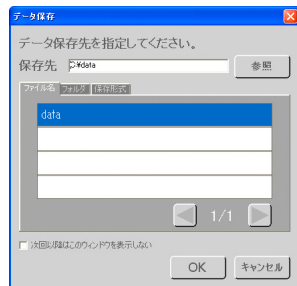 データ保存
データ保存先を指定してください。
保存先 D:¥data 参照
ファイル名 フォルダ 保存形式
data
1/1
次回以降はこのウィンドウを表示しない
OK キャンセル